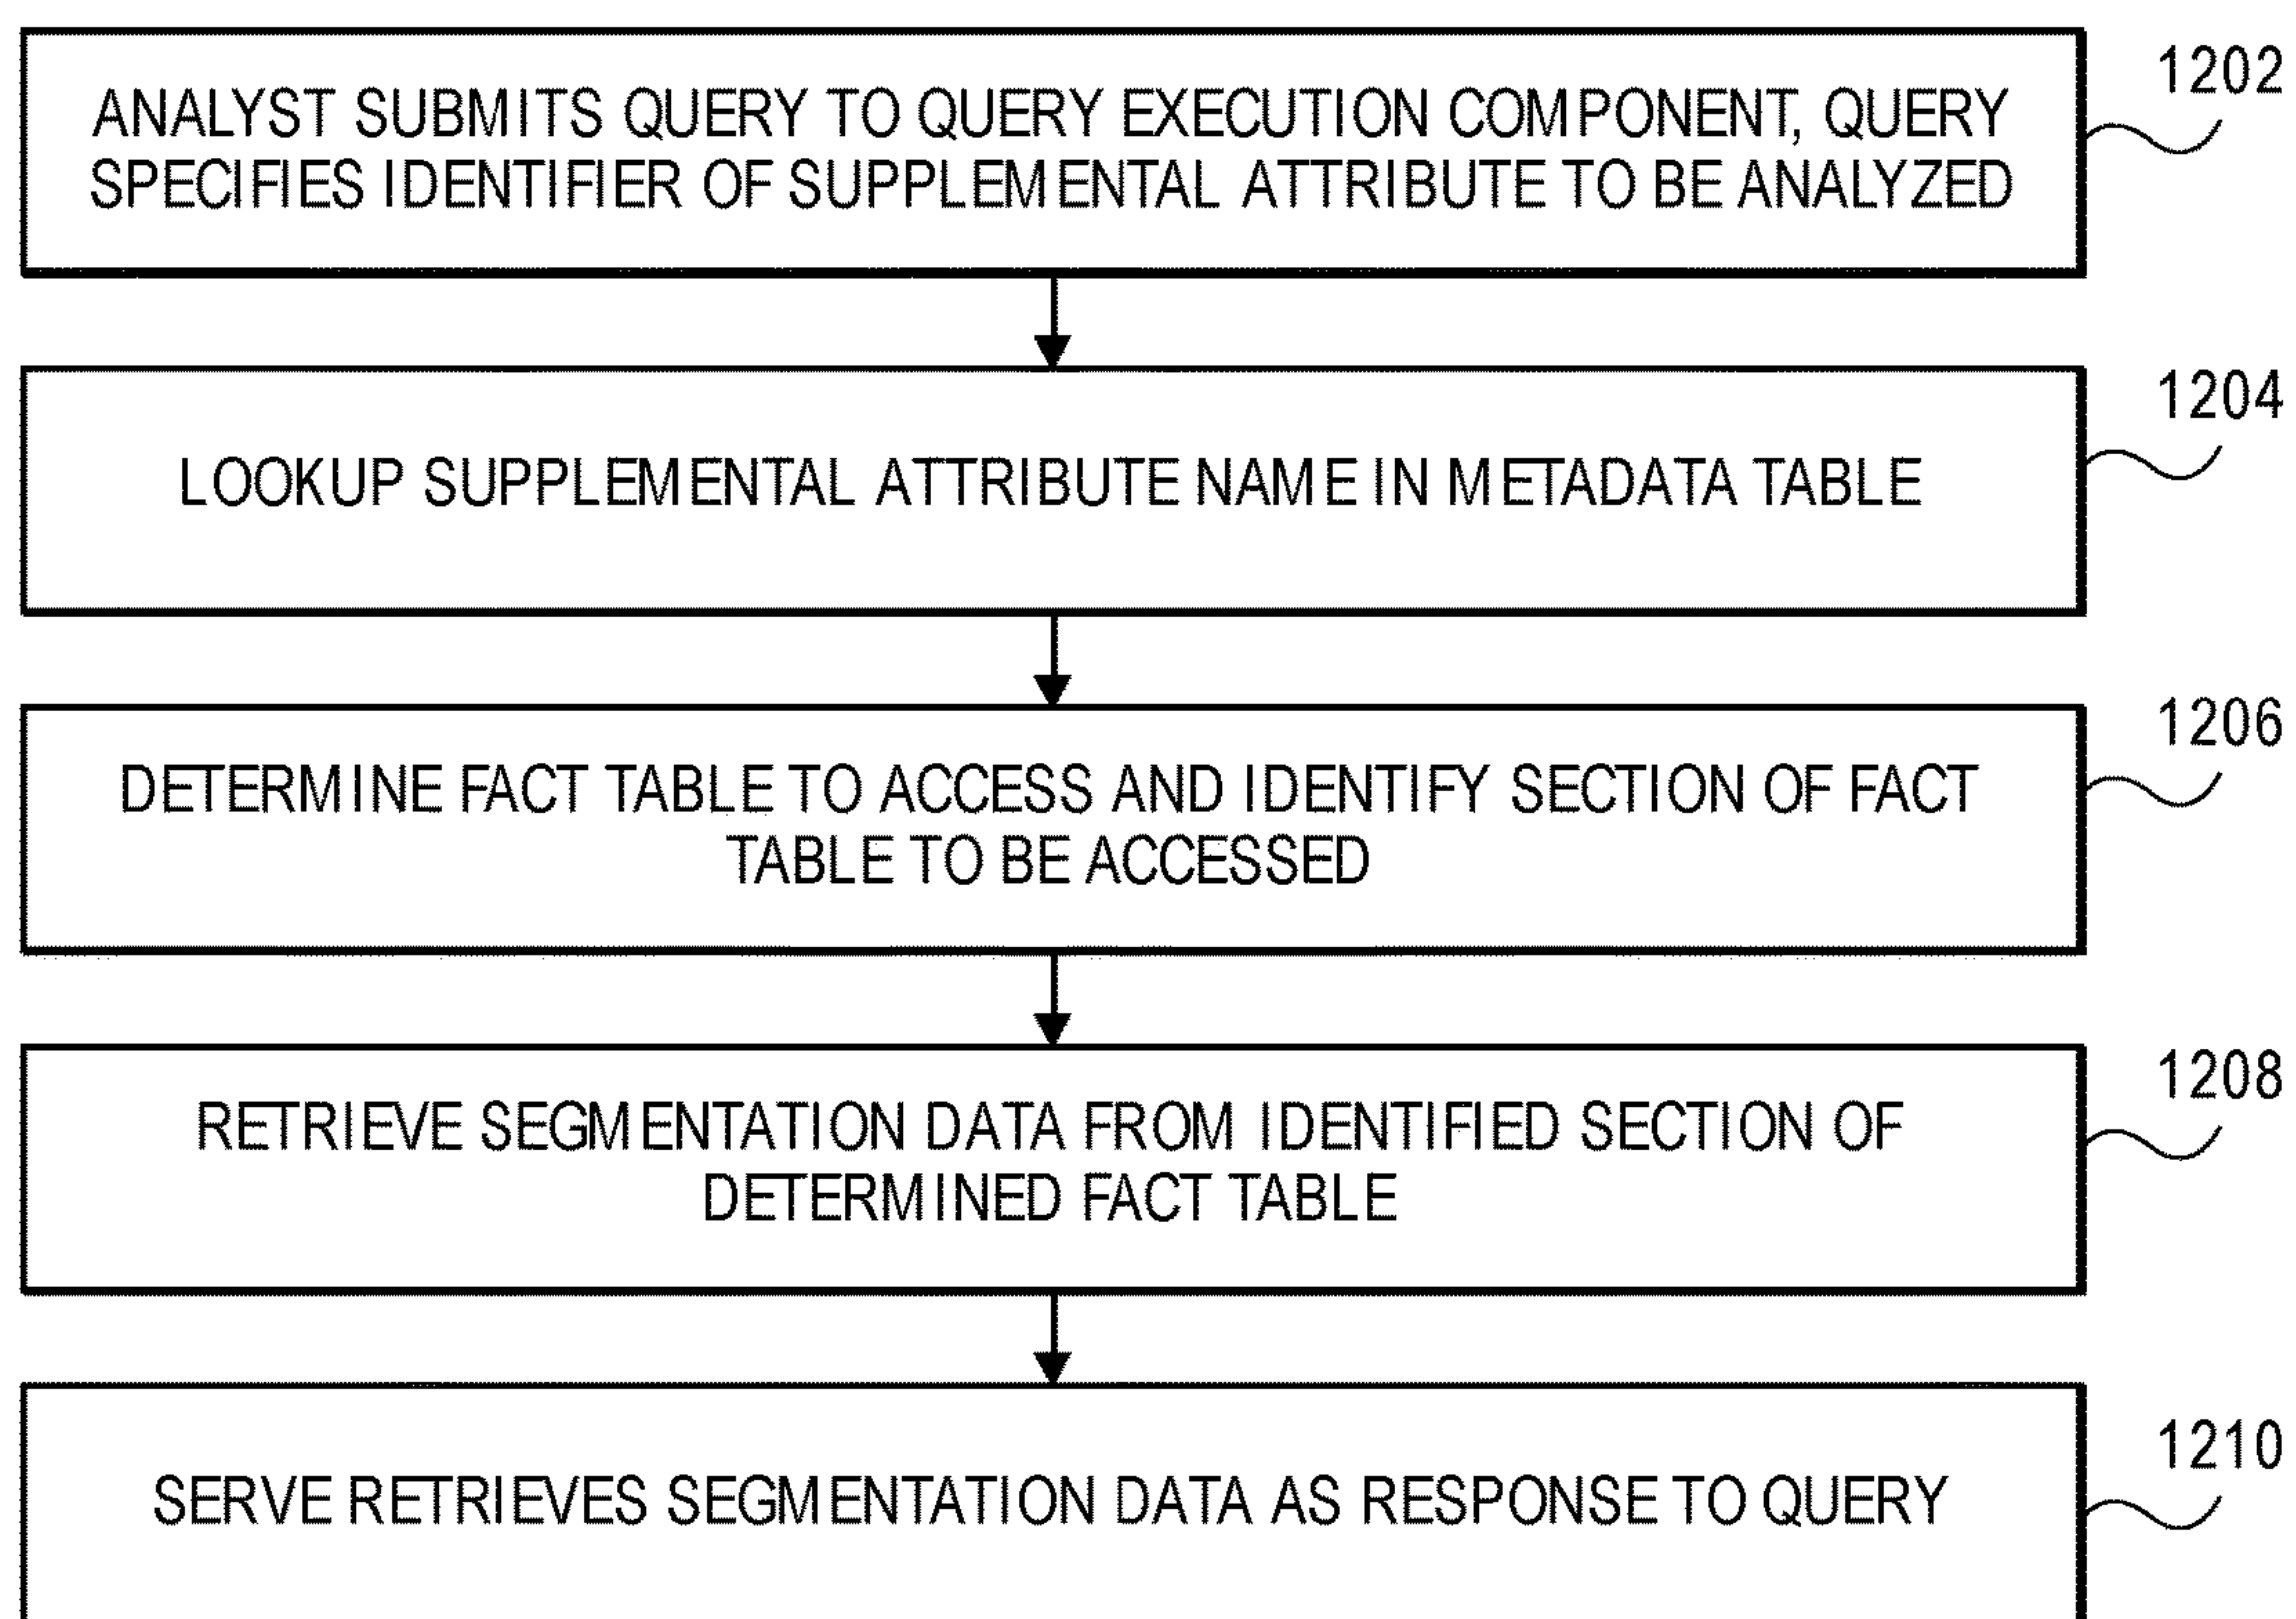 ANALYST SUBMITS QUERY TO QUERY EXECUTION COMPONENT, QUERY
SPECIFIES IDENTIFIER OF SUPPLEMENTAL ATTRIBUTE TO BE ANALYZED
1202
LOOKUP SUPPLEMENTAL ATTRIBUTE NAME IN METADATA TABLE
1204
DETERMINE FACT TABLE TO ACCESS AND IDENTIFY SECTION OF FACT
TABLE TO BE ACCESSED
1206
RETRIEVE SEGMENTATION DATA FROM IDENTIFIED SECTION OF
DETERMINED FACT TABLE
1208
SERVE RETRIEVES SEGMENTATION DATA AS RESPONSE TO QUERY
1210